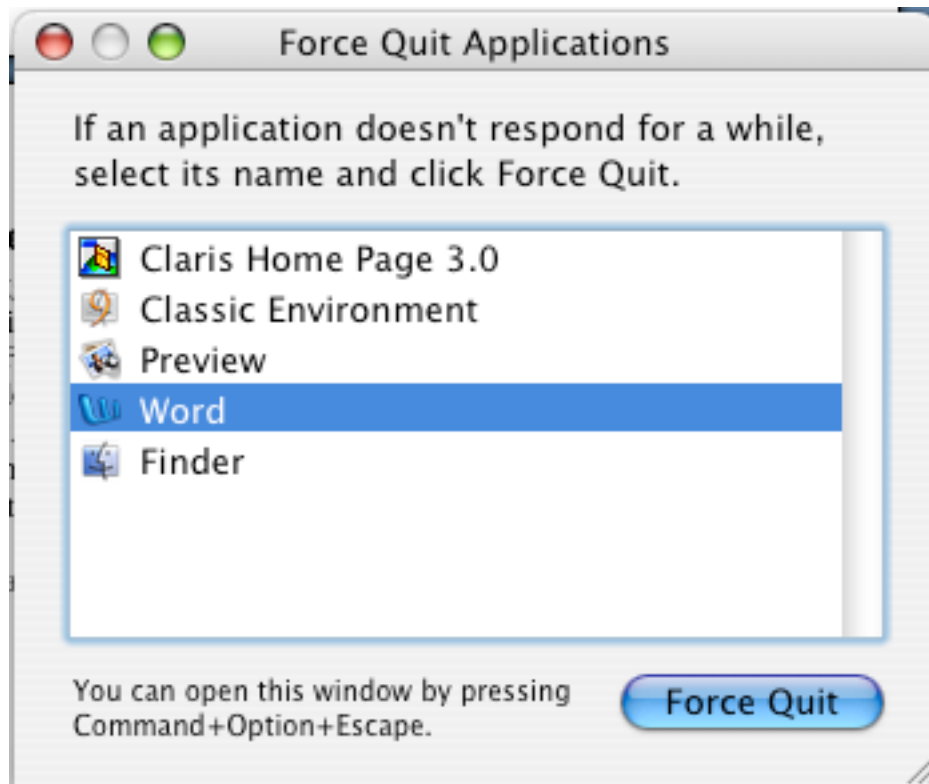 Force Quit Applications
If an application doesn't respond for a while,
select its name and click Force Quit.
Claris Home Page 3.0
Classic Environment
Preview
Word
Finder
You can open this window by pressing
Command+Option+Escape.
Force Quit